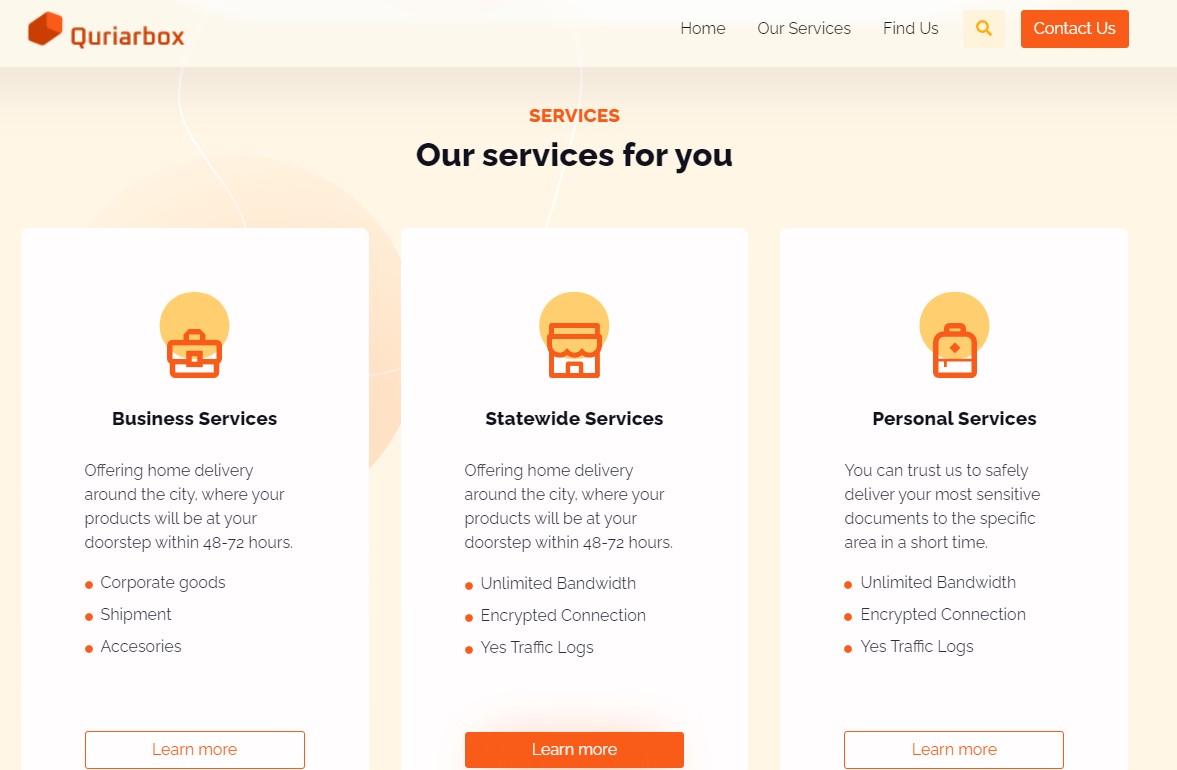 Quriarbox
Home
Our Services
Find Us
Contact Us
SERVICES
Our services for you
Business Services
Offering home delivery
around the city, where your
products will be at your
doorstep within 48-72 hours.
Corporate goods
Shipment
Accesories
Learn more
Statewide Services
Offering home delivery
around the city, where your
products will be at your
doorstep within 48-72 hours.
Unlimited Bandwidth
Encrypted Connection
Yes Traffic Logs
Learn more
Personal Services
You can trust us to safely
deliver your most sensitive
documents to the specific
area in a short time.
Unlimited Bandwidth
Encrypted Connection
Yes Traffic Logs
Learn more